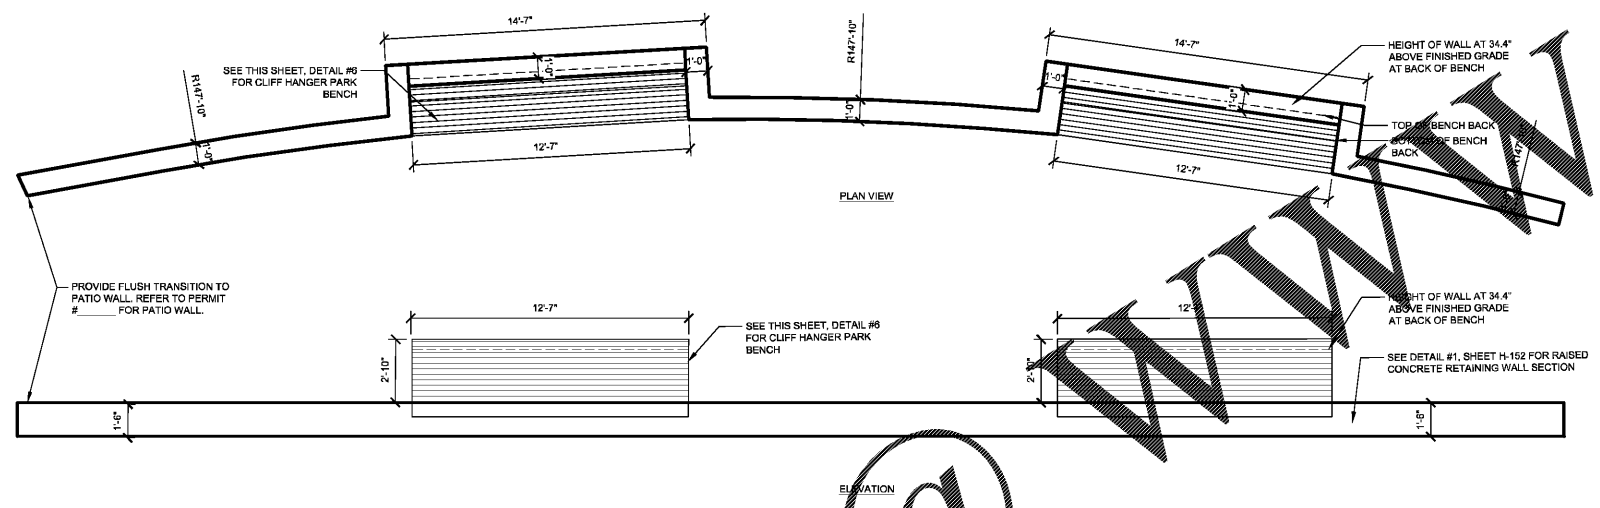 14'-7"
R147'-10"
SEE THIS SHEET, DETAIL #6
FOR CLIFF HANGER PARK
BENCH
1'-0"
1'-0"
R147'-10"
1'-0"
1'-0"
12'-7"
14'-7"
1'-0"
1'-0"
HEIGHT OF WALL AT 34.4"
ABOVE FINISHED GRADE
AT BACK OF BENCH
TOP OF BENCH BACK
BOTTOM OF BENCH
BACK
12'-7"
PLAN VIEW
PROVIDE FLUSH TRANSITION TO
PATIO WALL. REFER TO PERMIT
#______ FOR PATIO WALL.
12'-7"
SEE THIS SHEET, DETAIL #6
FOR CLIFF HANGER PARK
BENCH
2'-10"
1'-6"
HEIGHT OF WALL AT 34.4"
ABOVE FINISHED GRADE
AT BACK OF BENCH
SEE DETAIL #1, SHEET H-152 FOR RAISED
CONCRETE RETAINING WALL SECTION
1'-6"
ELEVATION
WWWW